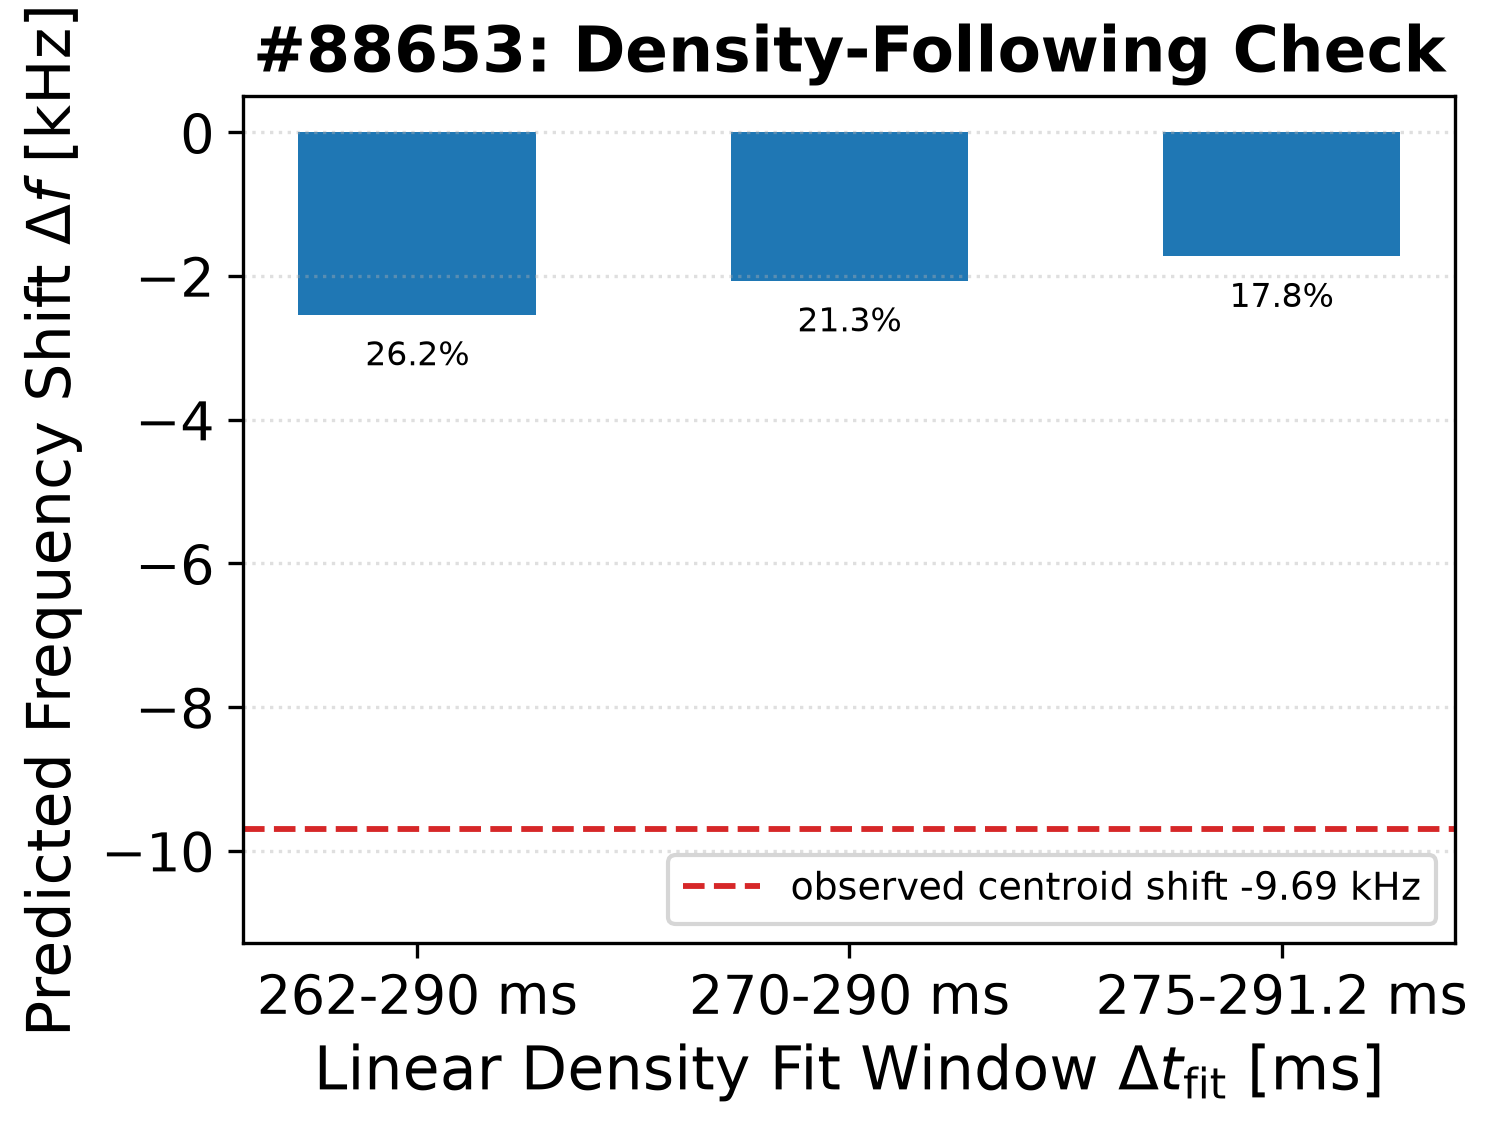 #88653: Density-Following Check
Predicted Frequency Shift Δf [kHz]
0
−2
−4
−6
−8
−10
26.2%
21.3%
17.8%
observed centroid shift -9.69 kHz
262-290 ms
270-290 ms
275-291.2 ms
Linear Density Fit Window Δt_fit [ms]